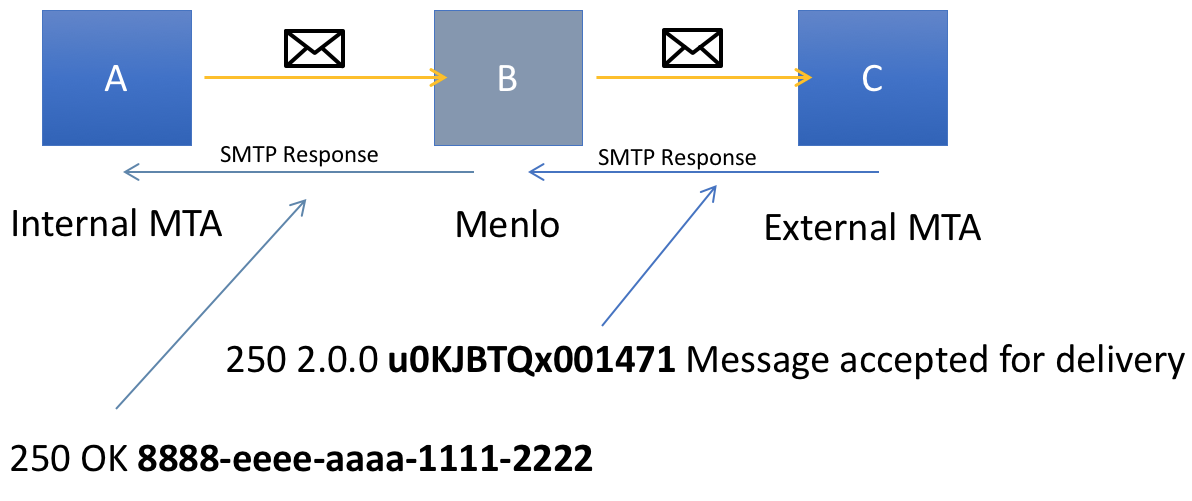 A
B
C
SMTP Response
SMTP Response
Internal MTA
Menlo
External MTA
250 2.0.0 u0KJBTQx001471 Message accepted for delivery
250 OK 8888-eeee-aaaa-1111-2222